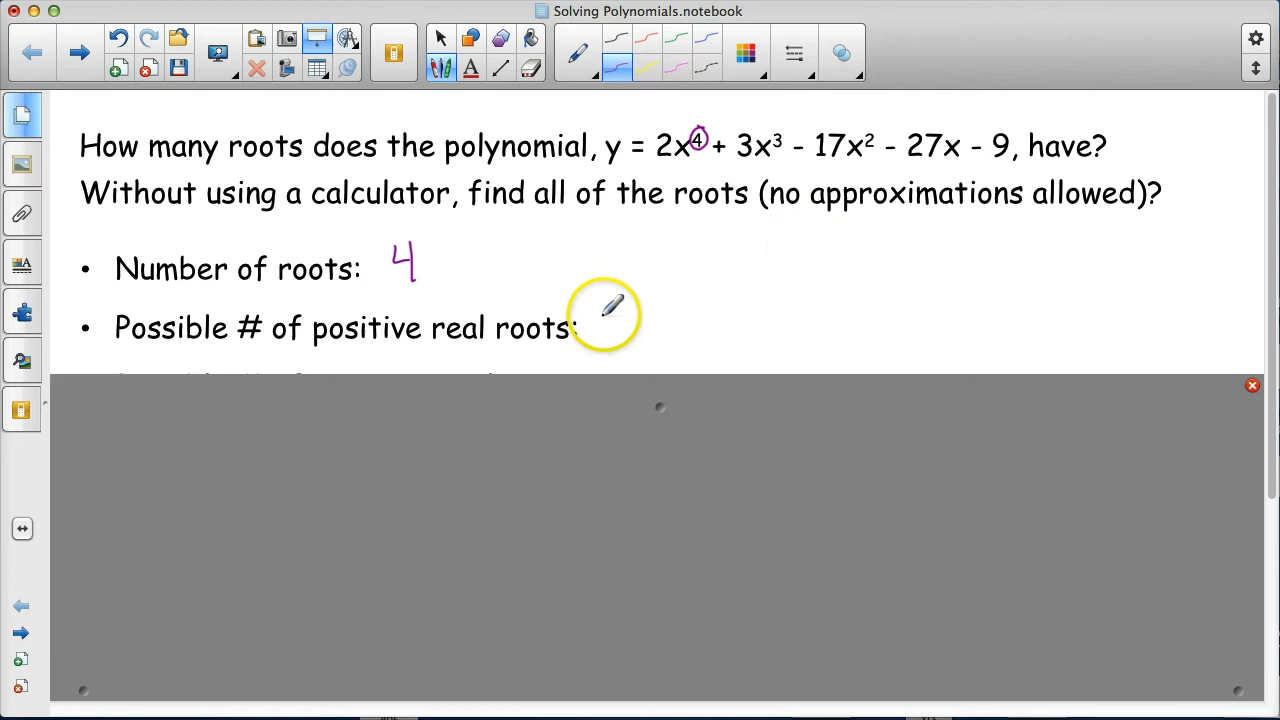 Solving Polynomials.notebook
How many roots does the polynomial, y = 2x⁴ + 3x³ - 17x² - 27x - 9, have?
Without using a calculator, find all of the roots (no approximations allowed)?
• Number of roots: 4
• Possible # of positive real roots: